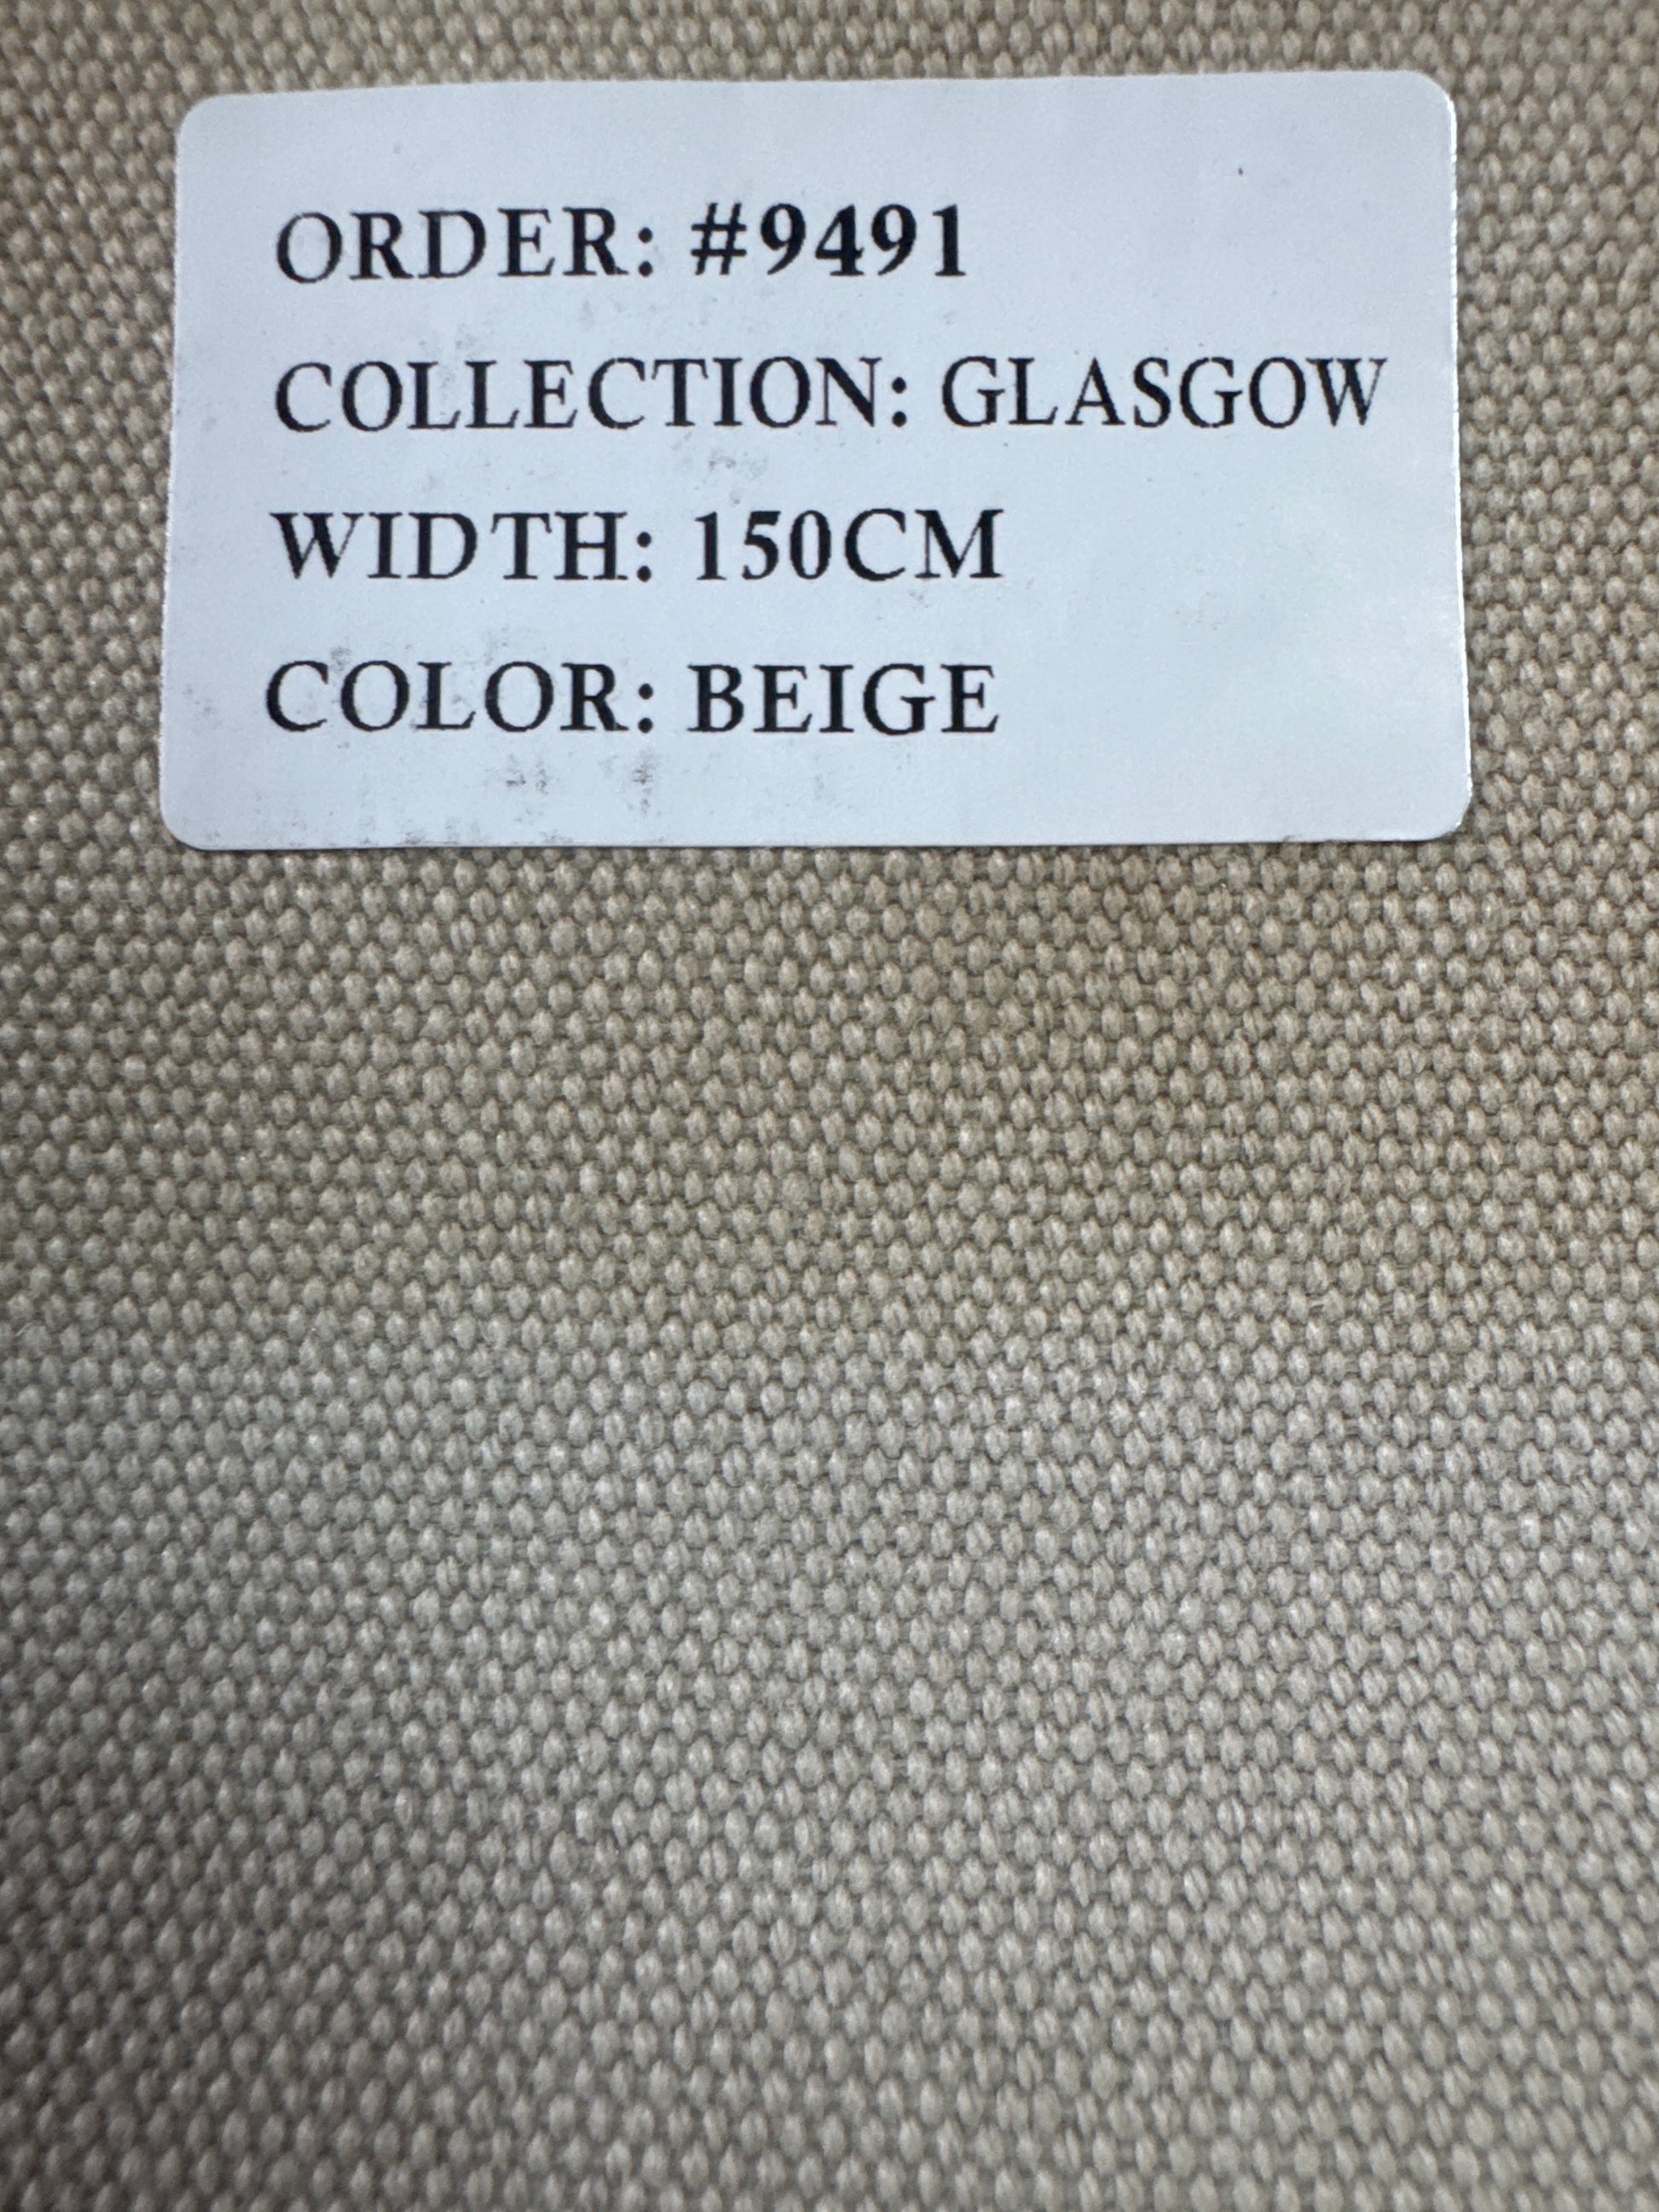 ORDER: #9491
COLLECTION: GLASGOW
WIDTH: 150CM
COLOR: BEIGE